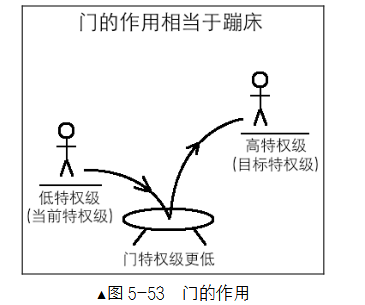 门的作用相当于蹦床
高特权级
(目标特权级)
低特权级
(当前特权级)
门特权级更低
▲图 5-53 门的作用